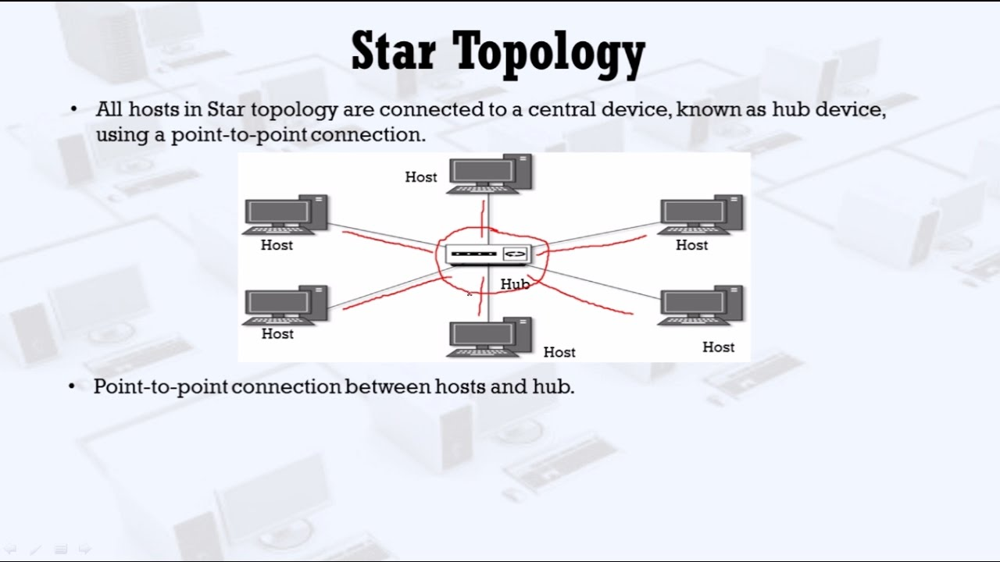 Star Topology
• All hosts in Star topology are connected to a central device, known as hub device,
using a point-to-point connection.
Host
Host
Host
Hub
Host
Host
Host
• Point-to-point connection between hosts and hub.